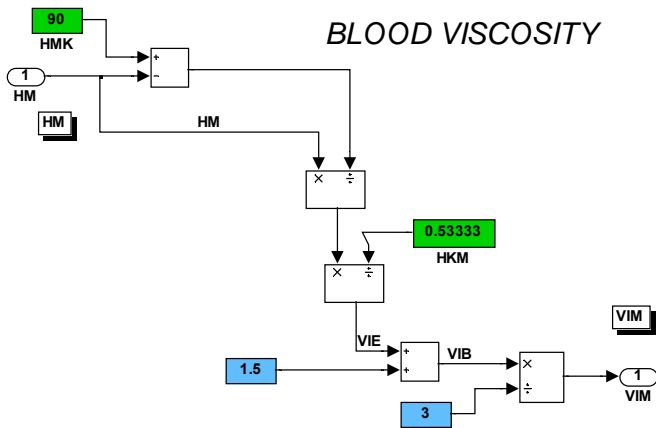 90
BLOOD VISCOSITY
HMK
+
−
1
HM
HM
HM
× ÷
0.53333
× ÷
HKM
VIM
VIE
+
VIB
1.5
+
×
1
÷
VIM
3